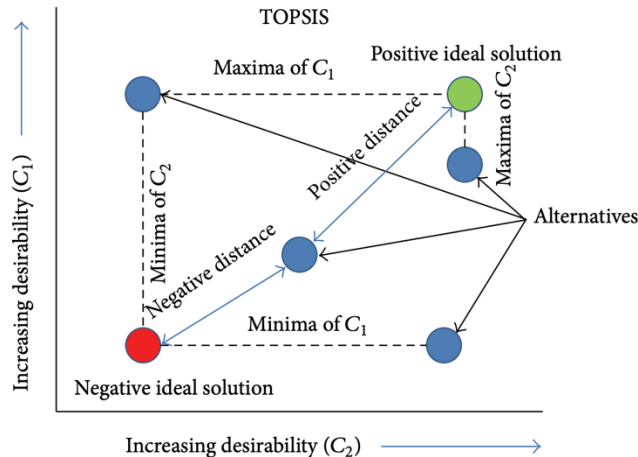 TOPSIS
Positive ideal solution
Maxima of C₁
Maxima of C₂
Positive distance
Minima of C₂
Alternatives
Negative distance
Minima of C₁
Negative ideal solution
Increasing desirability (C₁)
Increasing desirability (C₂)